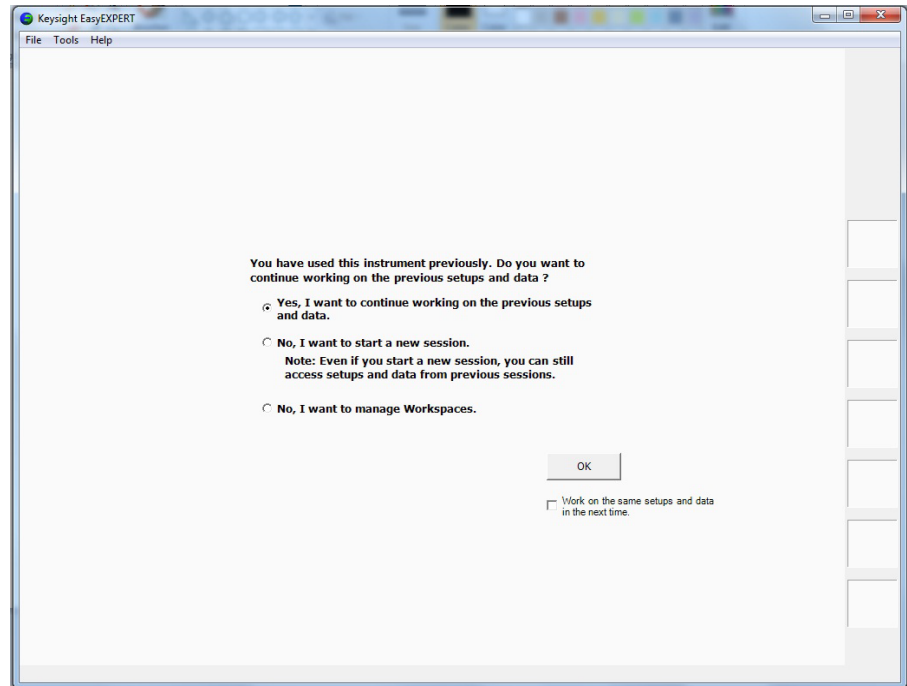 Keysight EasyEXPERT
File Tools Help
You have used this instrument previously. Do you want to
continue working on the previous setups and data ?
Yes, I want to continue working on the previous setups
and data.
No, I want to start a new session.
Note: Even if you start a new session, you can still
access setups and data from previous sessions.
No, I want to manage Workspaces.
OK
Work on the same setups and data
in the next time.